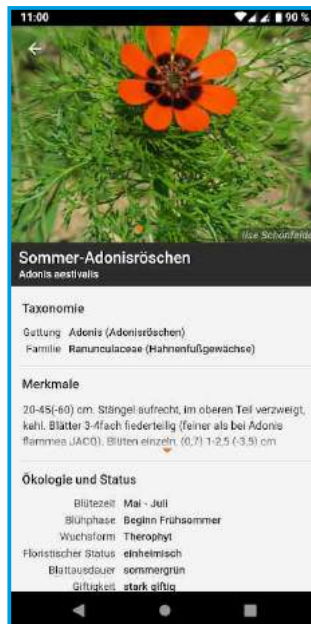 11:00 90 %
Ilse Schönfelde
Sommer-Adonisröschen
Adonis aestivalis
Taxonomie
Gattung Adonis (Adonisröschen)
Familie Ranunculaceae (Hahnenfußgewächse)
Merkmale
20-45(-60) cm. Stängel aufrecht, im oberen Teil verzweigt,
kahl. Blätter 3-4fach fiederteilig (feiner als bei Adonis
flammea JACQ). Blüten einzeln, (0,7) 1-2,5 (-3,5) cm
Ökologie und Status
Blütezeit Mai - Juli
Blühphase Beginn Frühsommer
Wuchsform Therophyt
Floristischer Status einheimisch
Blattausdauer sommergrün
Giftigkeit stark giftig